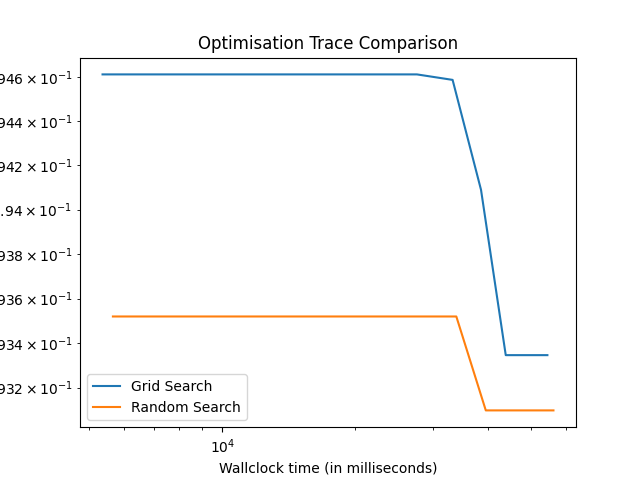 Optimisation Trace Comparison
946 × 10⁻¹
944 × 10⁻¹
942 × 10⁻¹
.94 × 10⁻¹
938 × 10⁻¹
936 × 10⁻¹
934 × 10⁻¹
932 × 10⁻¹
Grid Search
Random Search
10⁴
Wallclock time (in milliseconds)